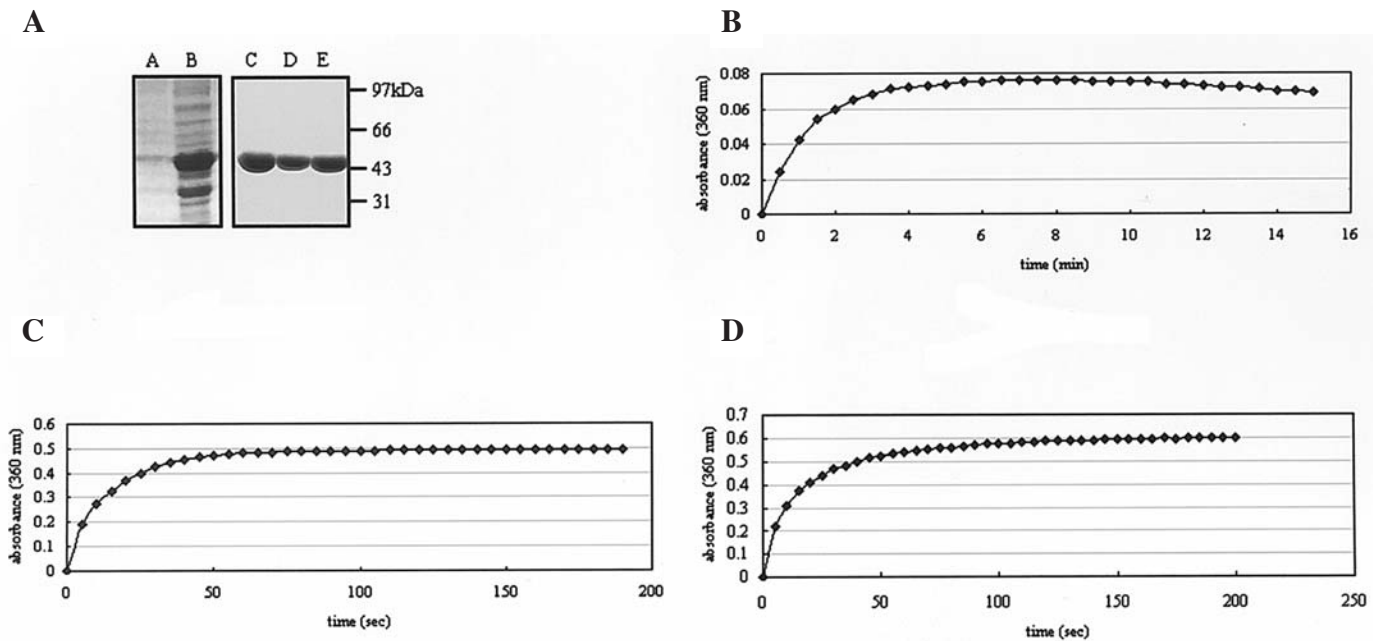 A
A B C D E
97kDa
66
43
31
B
0.08
0.06
0.04
0.02
0
absorbance (360 nm)
0 2 4 6 8 10 12 14 16
time (min)
C
0.6
0.5
0.4
0.3
0.2
0.1
0
absorbance (360 nm)
0 50 100 150 200
time (sec)
D
0.7
0.6
0.5
0.4
0.3
0.2
0.1
0
absorbance (360 nm)
0 50 100 150 200 250
time (sec)